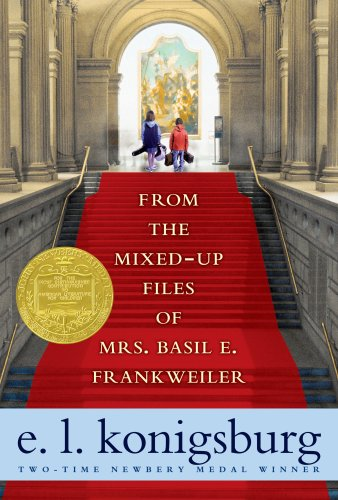 FROM
THE
MIXED-UP
FILES
OF
MRS. BASIL E.
FRANKWEILER
e. l. konigsburg
TWO-TIME NEWBERY MEDAL WINNER